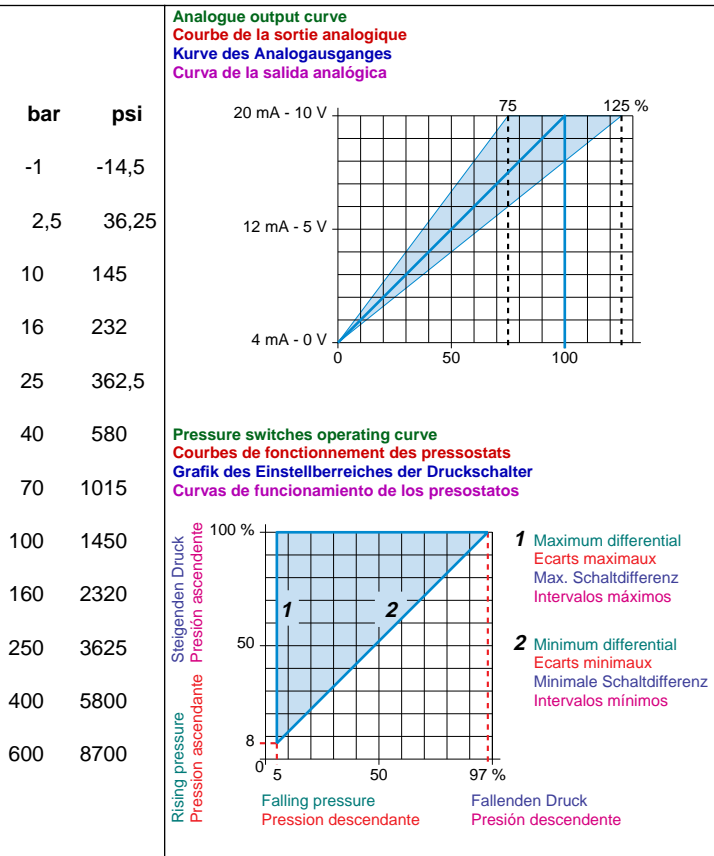 bar psi
-1 -14,5
2,5 36,25
10 145
16 232
25 362,5
40 580
70 1015
100 1450
160 2320
250 3625
400 5800
600 8700
Analogue output curve
Courbe de la sortie analogique
Kurve des Analogausganges
Curva de la salida analógica
75 125 %
20 mA - 10 V
12 mA - 5 V
4 mA - 0 V
0 50 100
Pressure switches operating curve
Courbes de fonctionnement des pressostats
Grafik des Einstellberreiches der Druckschalter
Curvas de funcionamiento de los presostatos
Steigenden Druck
Presión ascendente
Rising pressure
Pression ascendante
100 %
50
8
0
1 2
5 50 97 %
Falling pressure
Pression descendante
Fallenden Druck
Presión descendente
1 Maximum differential
Ecarts maximaux
Max. Schaltdifferenz
Intervalos máximos
2 Minimum differential
Ecarts minimaux
Minimale Schaltdifferenz
Intervalos mínimos